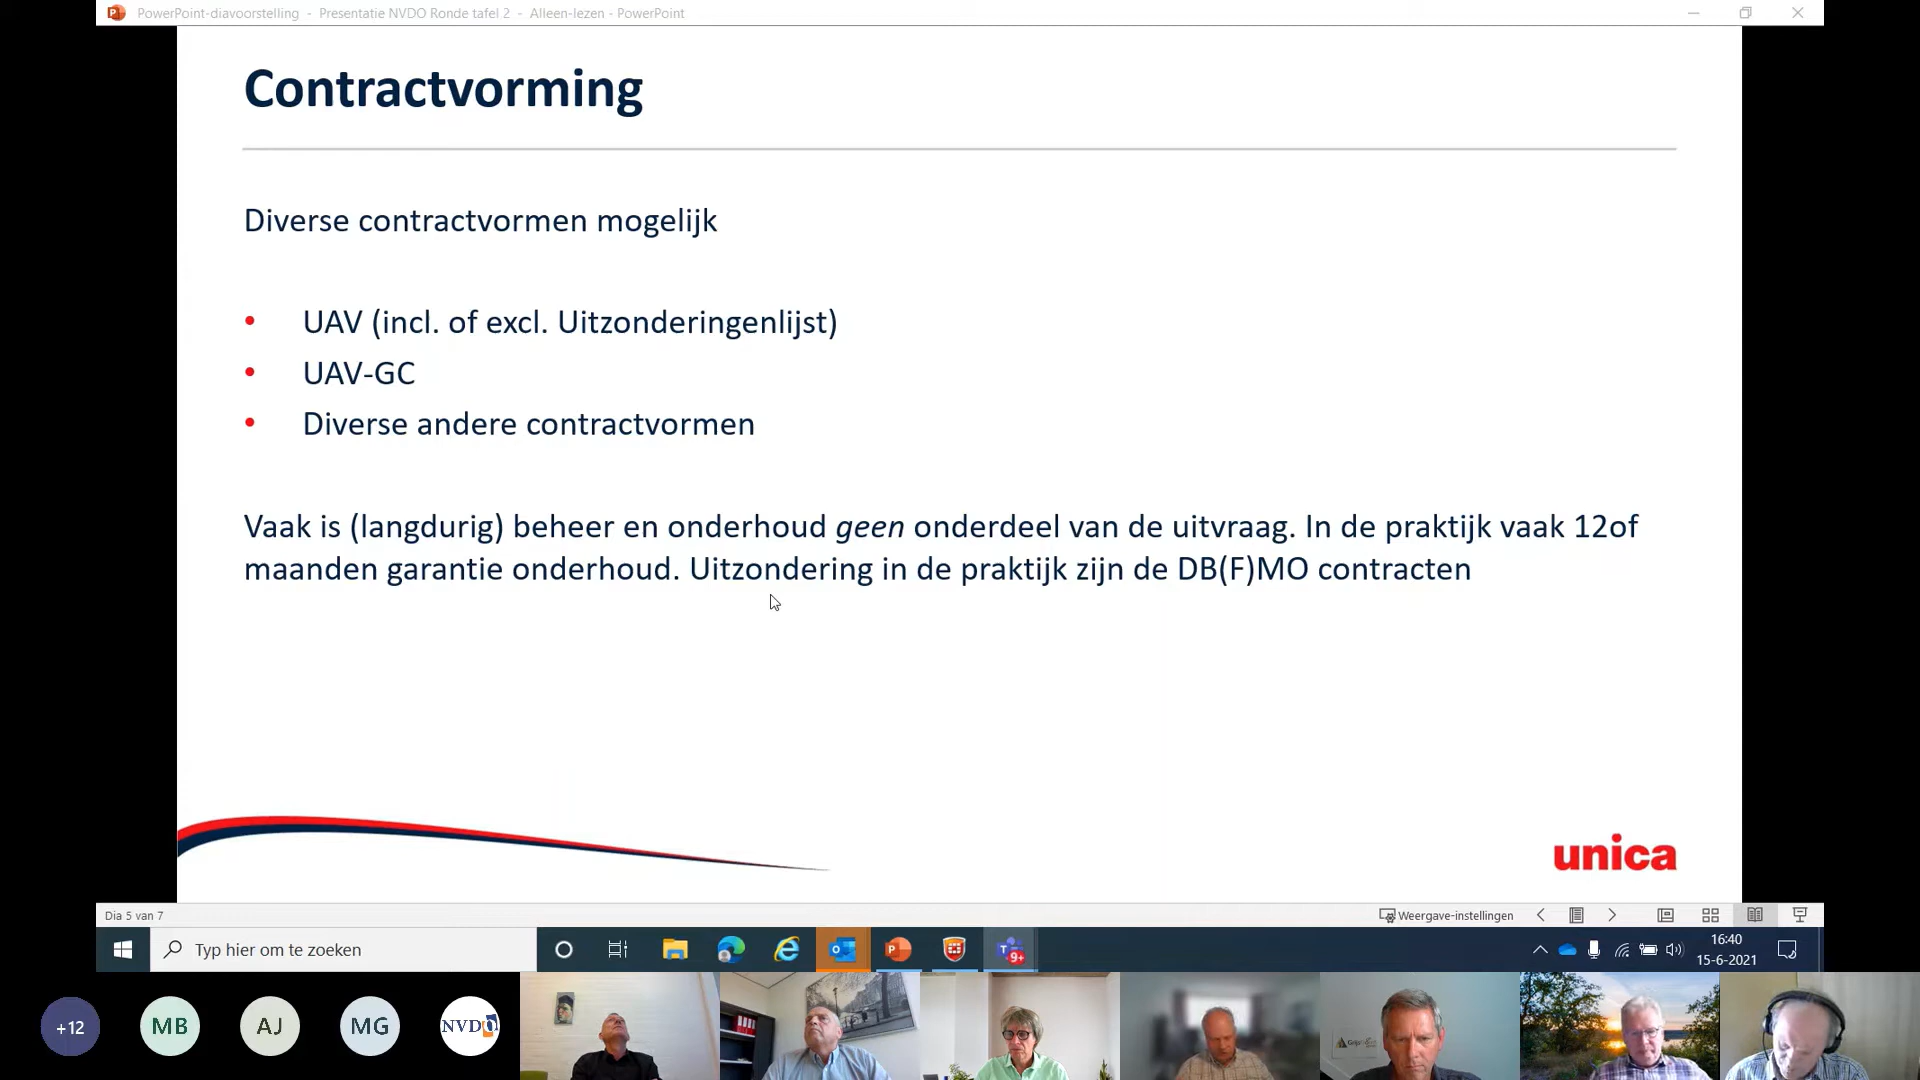 PowerPoint-diavoorstelling - Presentatie NVDO Ronde tafel 2 - Alleen-lezen - PowerPoint
Contractvorming
Diverse contractvormen mogelijk
• UAV (incl. of excl. Uitzonderingenlijst)
• UAV-GC
• Diverse andere contractvormen
Vaak is (langdurig) beheer en onderhoud geen onderdeel van de uitvraag. In de praktijk vaak 12of
maanden garantie onderhoud. Uitzondering in de praktijk zijn de DB(F)MO contracten
unica
Dia 5 van 7
Weergave-instellingen
Typ hier om te zoeken
9+
16:40
15-6-2021
+12
MB
AJ
MG
NVDO